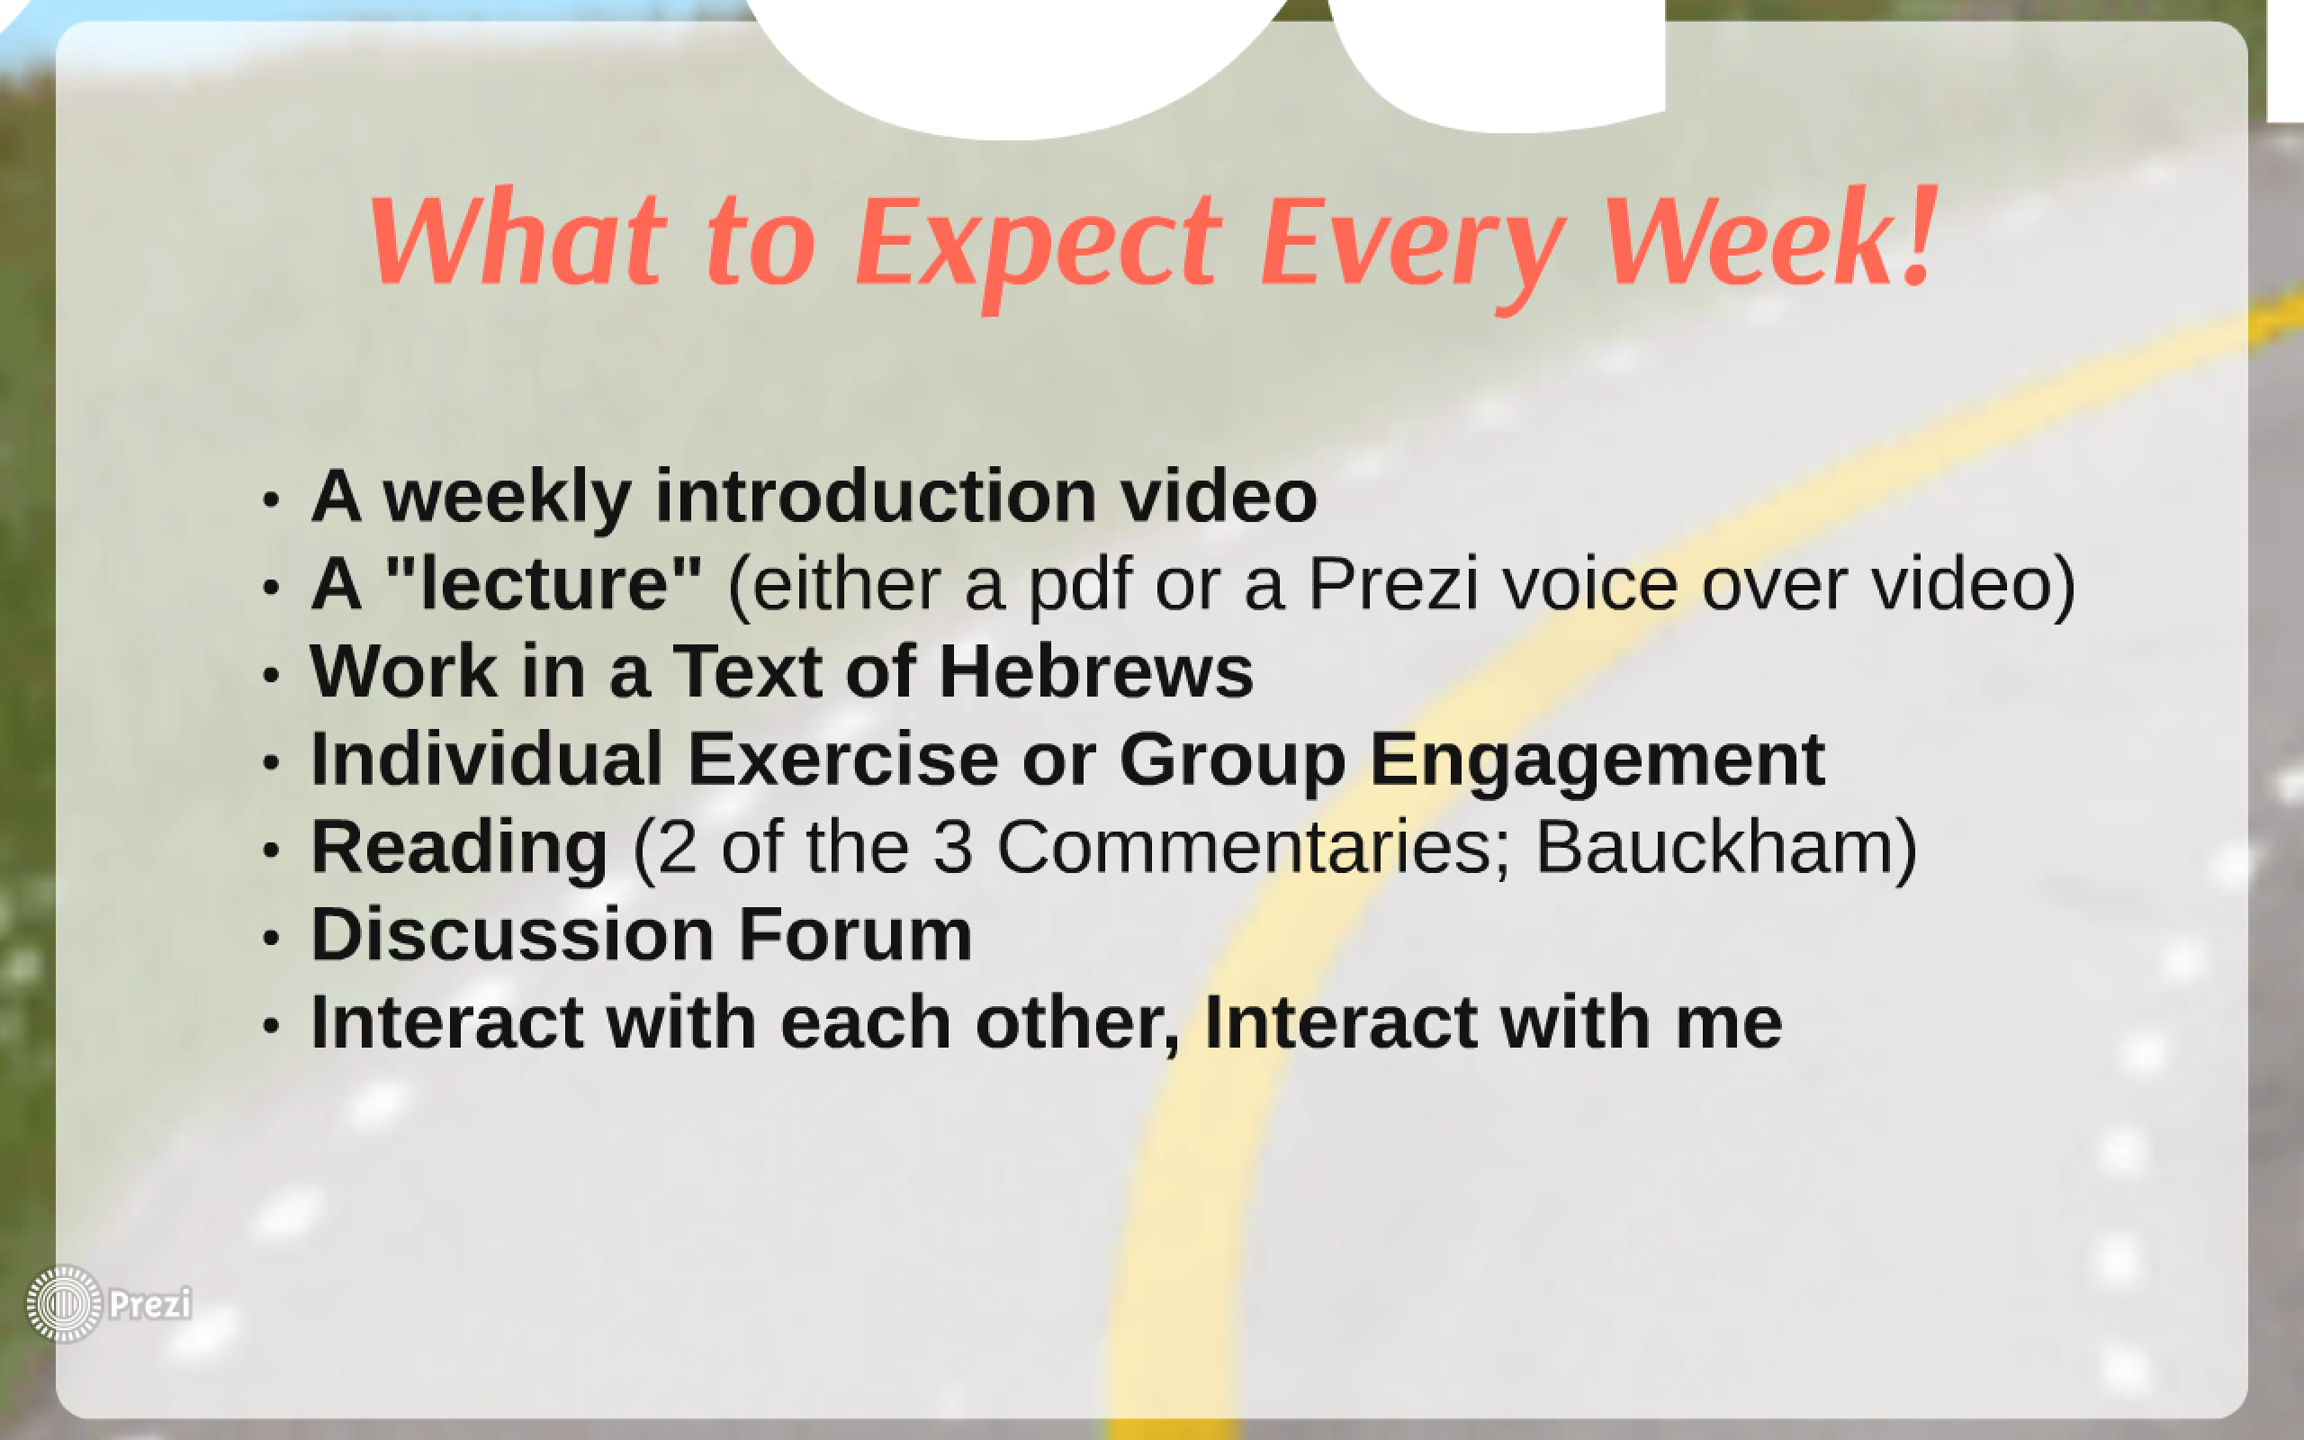 What to Expect Every Week!
• A weekly introduction video
• A "lecture" (either a pdf or a Prezi voice over video)
• Work in a Text of Hebrews
• Individual Exercise or Group Engagement
• Reading (2 of the 3 Commentaries; Bauckham)
• Discussion Forum
• Interact with each other, Interact with me
Prezi